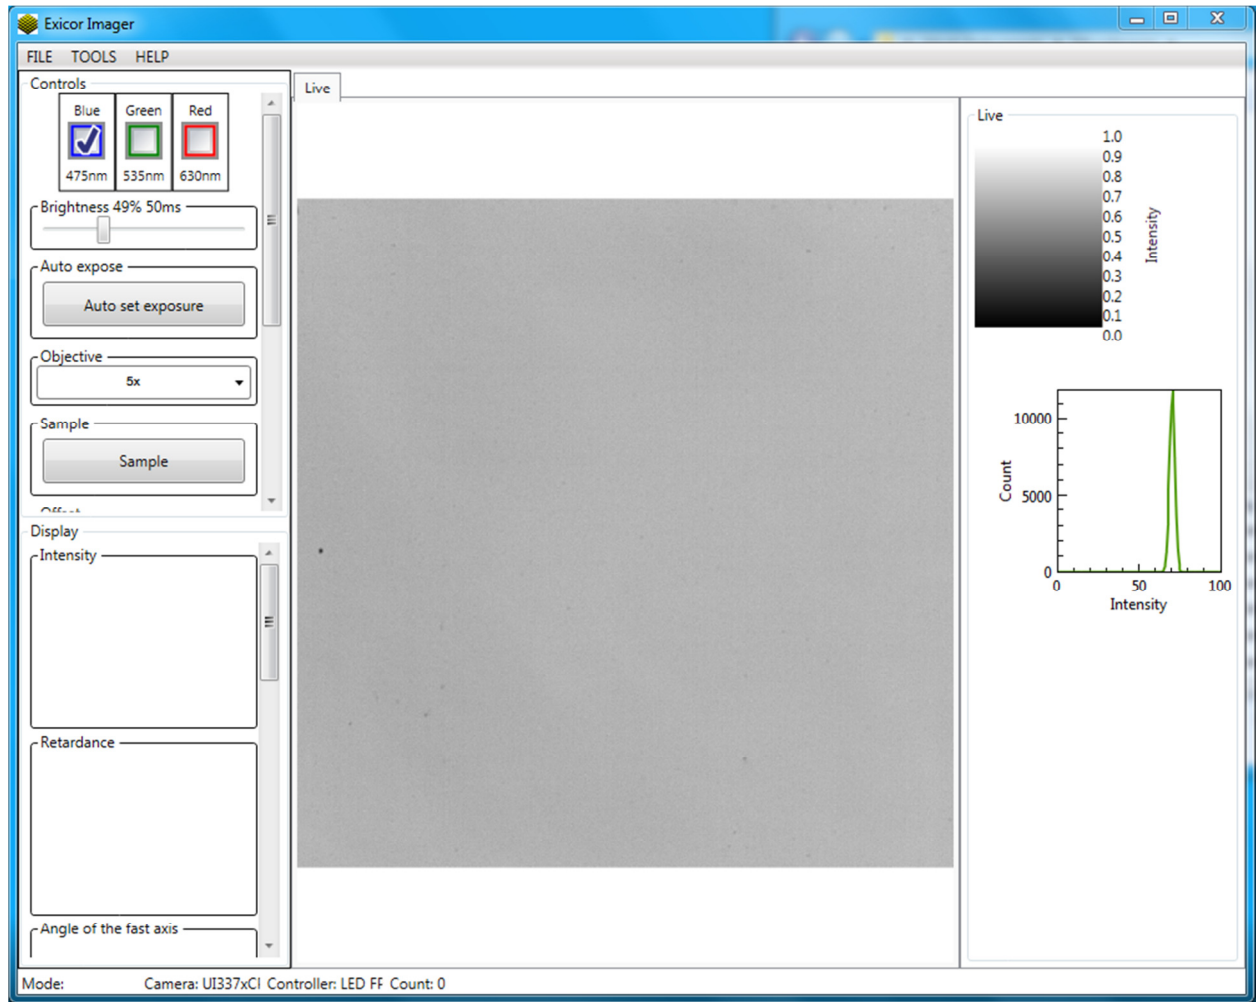 Exicor Imager
FILE TOOLS HELP
Controls
Blue Green Red
475nm 535nm 630nm
Brightness 49% 50ms
Auto expose
Auto set exposure
Objective
5x
Sample
Sample
Offset
Display
Intensity
Retardance
Angle of the fast axis
Live
Live
1.0
0.9
0.8
0.7
0.6
0.5
0.4
0.3
0.2
0.1
0.0
Intensity
10000
5000
0
Count
0 50 100
Intensity
Mode: Camera: UI337xCI Controller: LED FF Count: 0